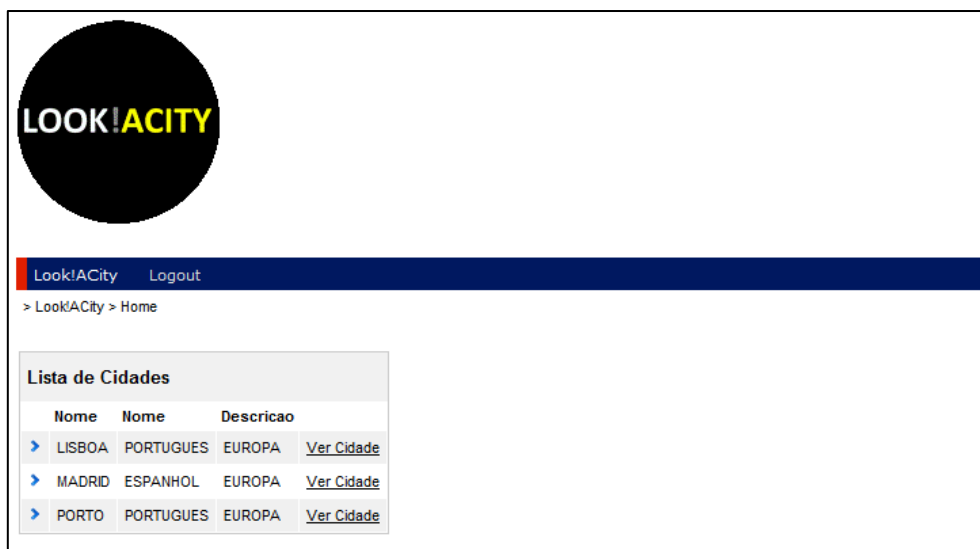 LOOK!ACITY
Look!ACity Logout
> Look!ACity > Home
Lista de Cidades
Nome Nome Descricao
LISBOA PORTUGUES EUROPA Ver Cidade
MADRID ESPANHOL EUROPA Ver Cidade
PORTO PORTUGUES EUROPA Ver Cidade